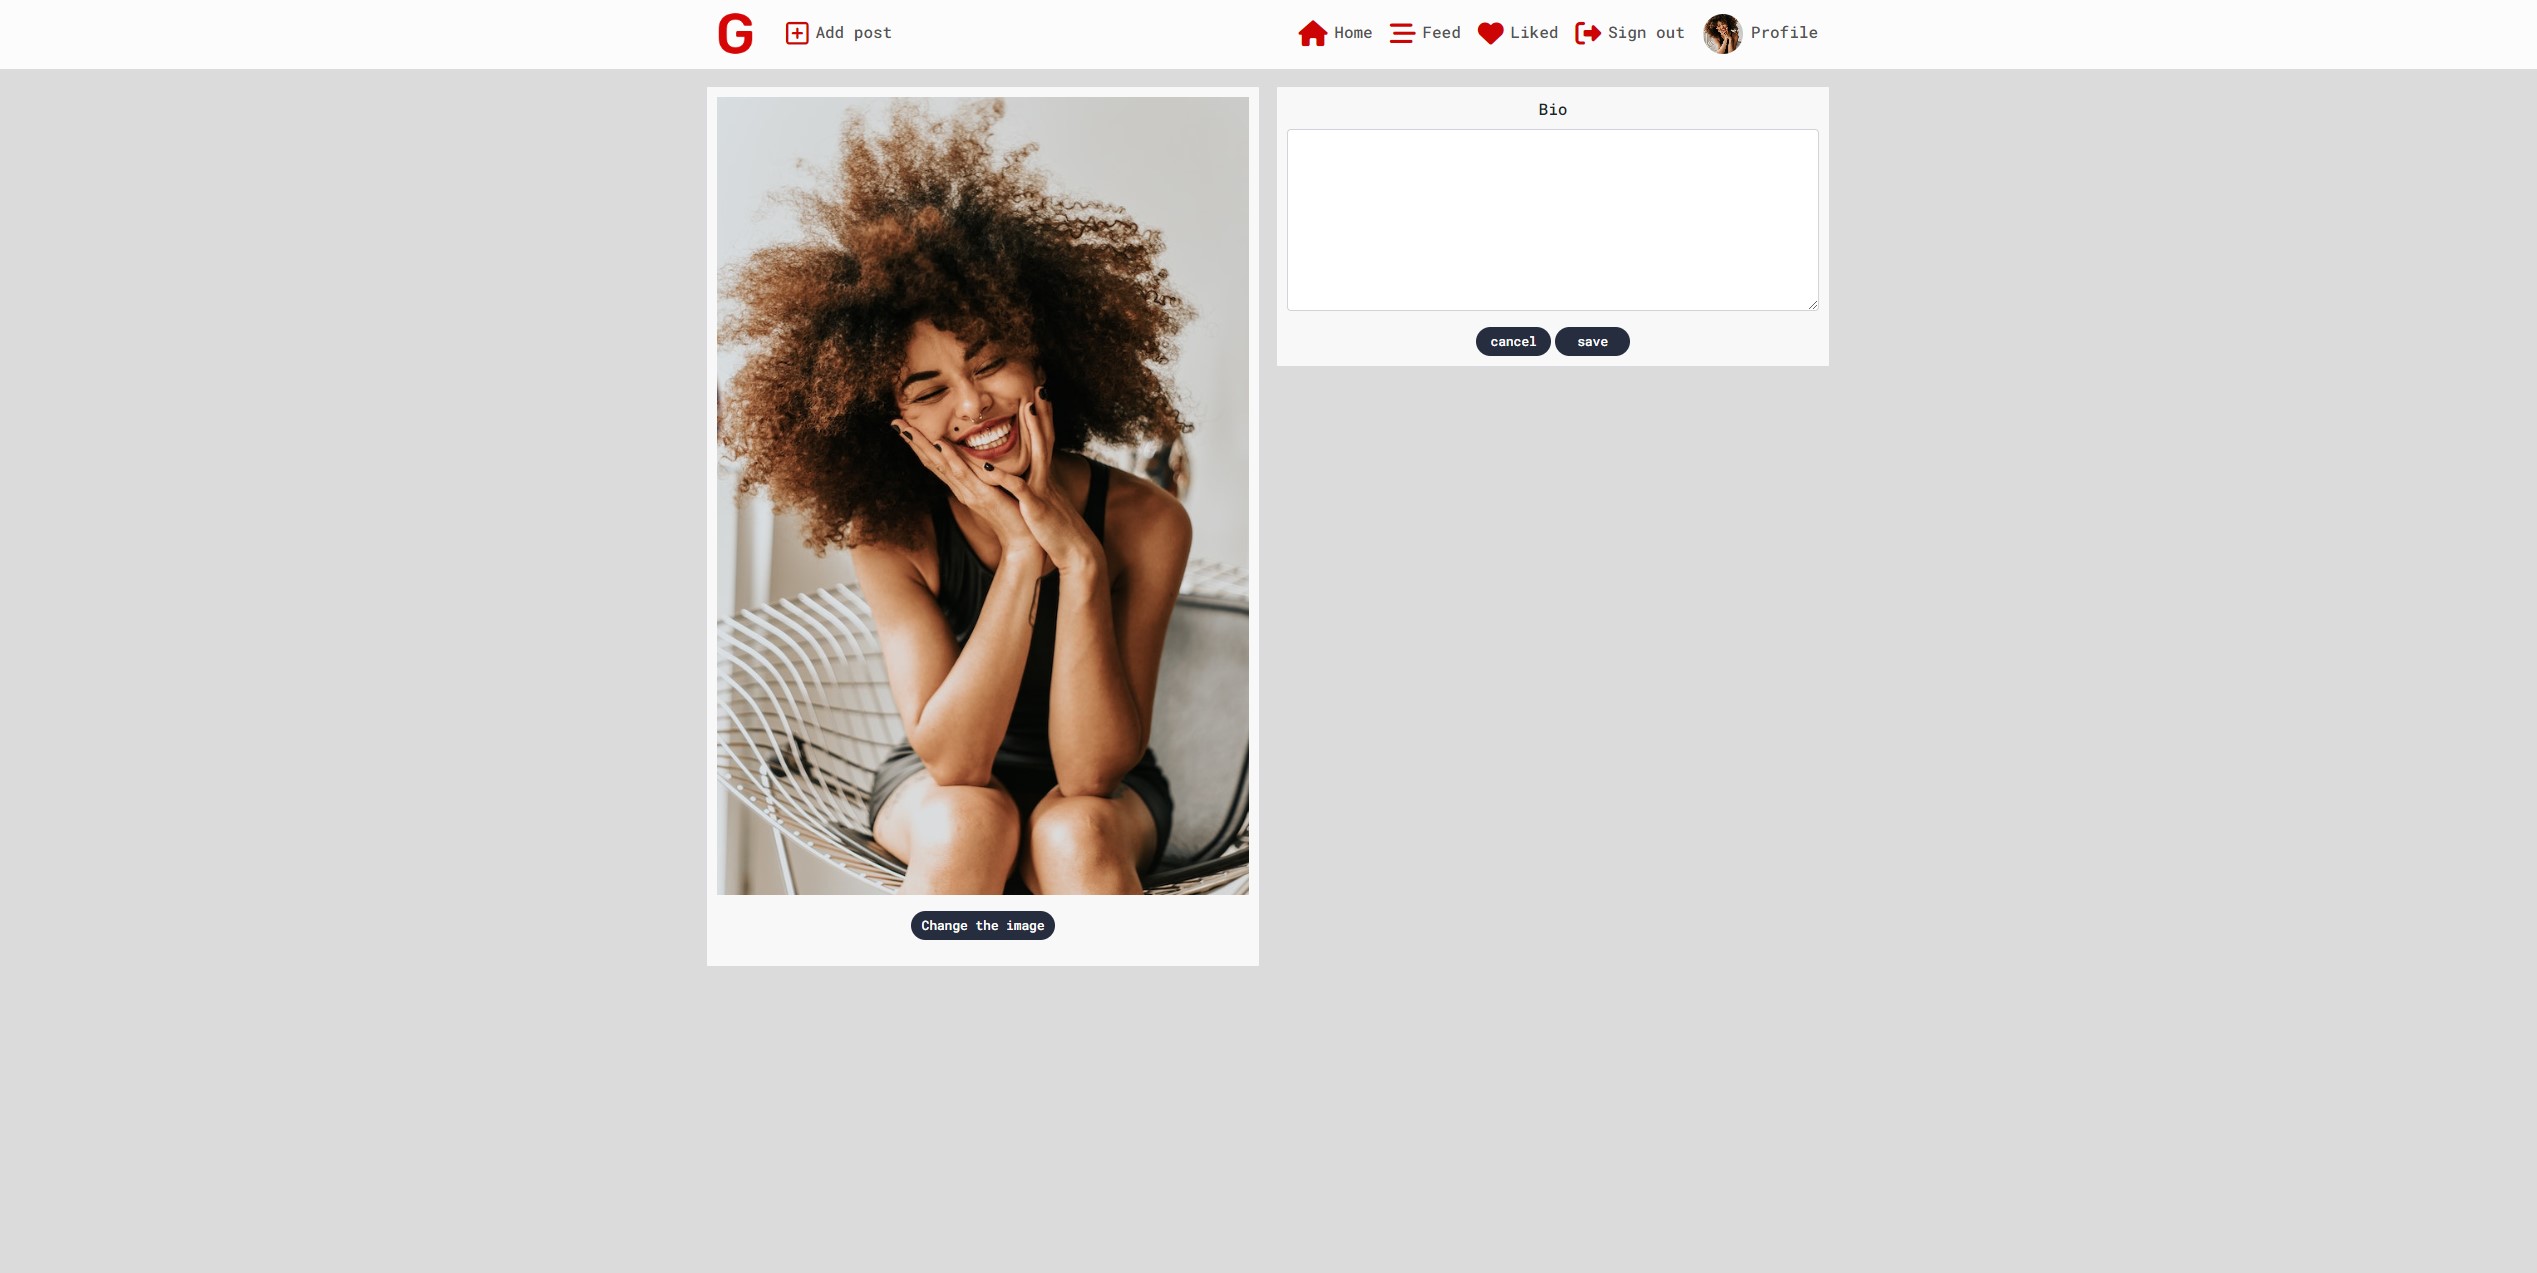 G
Add post
Home
Feed
Liked
Sign out
Profile
Bio
cancel
save
Change the image